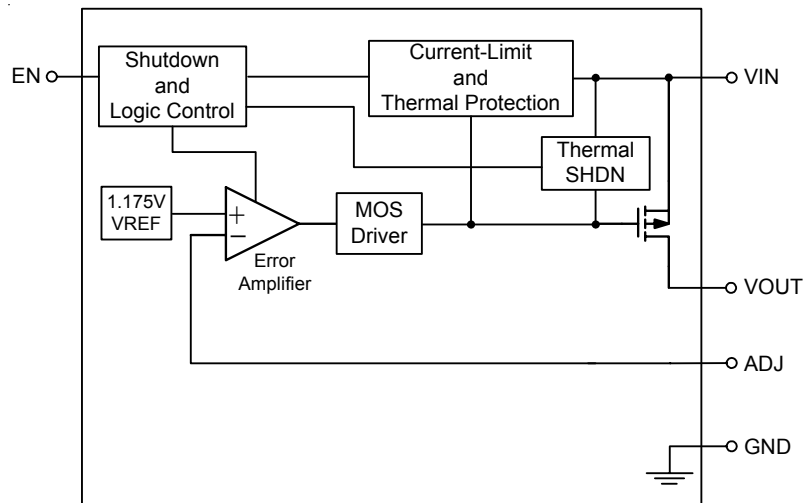 EN
Shutdown
and
Logic Control
Current-Limit
and
Thermal Protection
VIN
Thermal
SHDN
1.175V
VREF
+
−
MOS
Driver
Error
Amplifier
VOUT
ADJ
GND